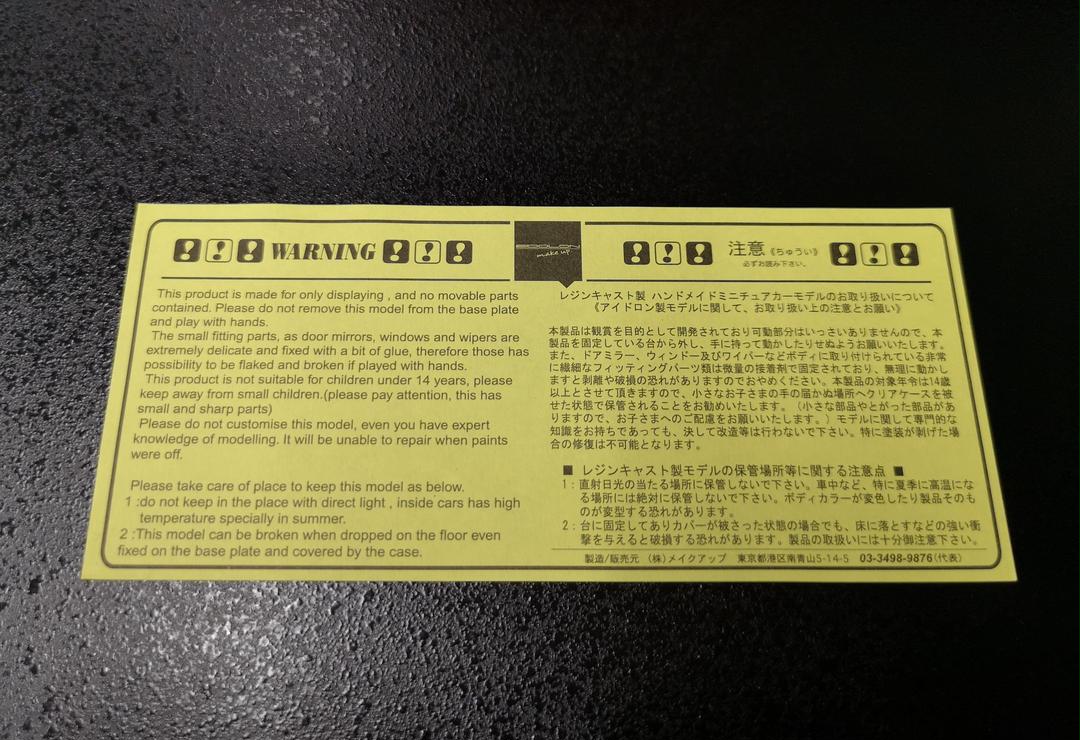 WARNING
This product is made for only displaying , and no movable parts
contained. Please do not remove this model from the base plate
and play with hands.
The small fitting parts, as door mirrors, windows and wipers are
extremely delicate and fixed with a bit of glue, therefore those has
possibility to be flaked and broken if played with hands.
This product is not suitable for children under 14 years, please
keep away from small children.(please pay attention, this has
small and sharp parts)
Please do not customise this model, even you have expert
knowledge of modelling. It will be unable to repair when paints
were off.
Please take care of place to keep this model as below.
1 :do not keep in the place with direct light , inside cars has high
temperature specially in summer.
2 :This model can be broken when dropped on the floor even
fixed on the base plate and covered by the case.
EIDOLON
make up
注意《ちゅうい》
必ずお読み下さい。
レジンキャスト製 ハンドメイドミニチュアカーモデルのお取り扱いについて
《アイドロン製モデルに関して、お取り扱い上の注意とお願い》
本製品は観賞を目的として開発されており可動部分はいっさいありませんので、本
製品を固定している台から外し、手に持って動かしたりせぬようお願いいたします。
また、ドアミラー、ウィンドー及びワイパーなどボディに取り付けられている非常
に繊細なフィッティングパーツ類は微量の接着剤で固定されており、無理に動かし
ますと剥離や破損の恐れがありますのでおやめください。本製品の対象年令は14歳
以上とさせて頂きますので、小さなお子さまの手の届かぬ場所へクリアケースを被
せた状態で保管されることをお勧めいたします。（小さな部品やとがった部品があ
りますので、お子さまへのご配慮をお願いいたします。）モデルに関して専門的な
知識をお持ちであっても、決して改造等は行わないで下さい。特に塗装が剥げた場
合の修復は不可能となります。
■ レジンキャスト製モデルの保管場所等に関する注意点 ■
1：直射日光の当たる場所に保管しないで下さい。車中など、特に夏季に高温にな
る場所には絶対に保管しないで下さい。ボディカラーが変色したり製品そのも
のが変型する恐れがあります。
2：台に固定してありカバーが被さった状態の場合でも、床に落とすなどの強い衝
撃を与えると破損する恐れがあります。製品の取扱いには十分御注意下さい。
製造/販売元 （株）メイクアップ 東京都港区南青山5-14-5 03-3498-9876(代表)